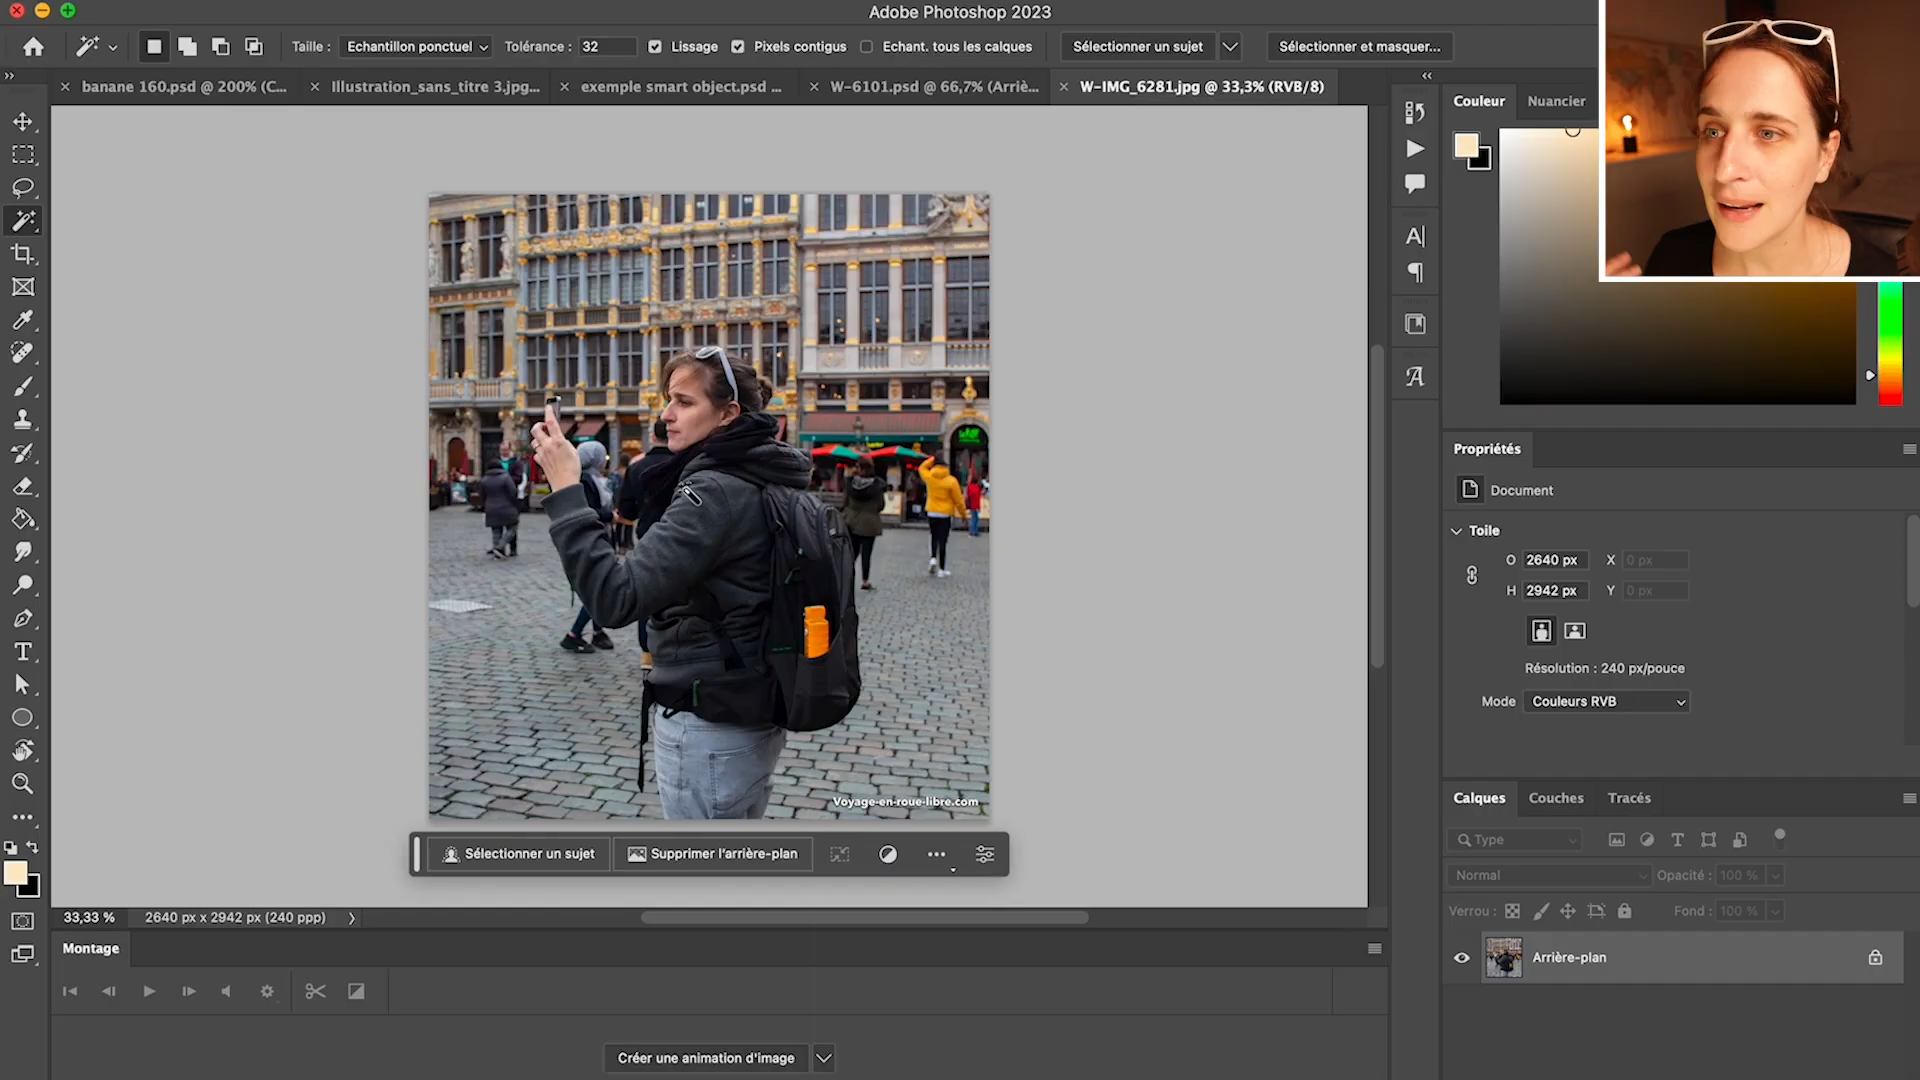 Adobe Photoshop 2023
Taille : Echantillon ponctuel Tolérance : 32 Lissage Pixels contigus Echant. tous les calques Sélectionner un sujet Sélectionner et masquer...
banane 160.psd @ 200% (C... Illustration_sans_titre 3.jpg... exemple smart object.psd ... W-6101.psd @ 66,7% (Arriè... W-IMG_6281.jpg @ 33,3% (RVB/8)
Couleur Nuancier
Propriétés
Document
Toile
O 2640 px X 0 px
H 2942 px Y 0 px
Résolution : 240 px/pouce
Mode Couleurs RVB
Voyage-en-roue-libre.com
Sélectionner un sujet Supprimer l'arrière-plan
Calques Couches Tracés
Type
Normal Opacité : 100 %
Verrou : Fond : 100 %
Arrière-plan
33,33 % 2640 px x 2942 px (240 ppp)
Montage
Créer une animation d'image